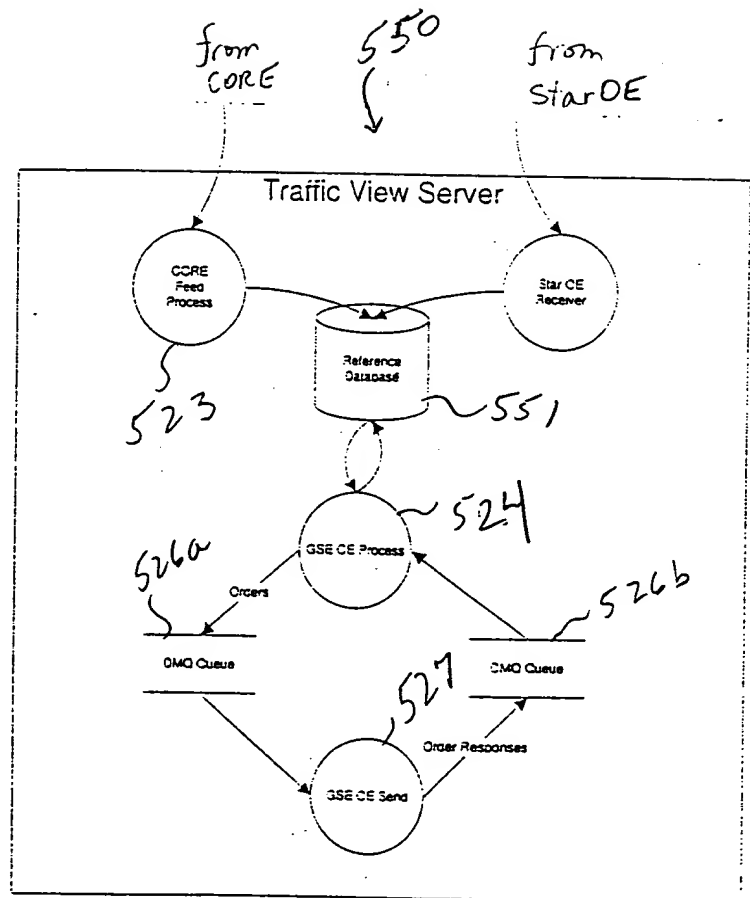 from
CORE
550
from
StarOE
Traffic View Server
CORE
Feed
Process
Star OE
Receiver
Reference
Database
523
551
524
GSE OE Process
526a
Orders
526b
DMQ Queue
DMQ Queue
527
Order Responses
GSE OE Send